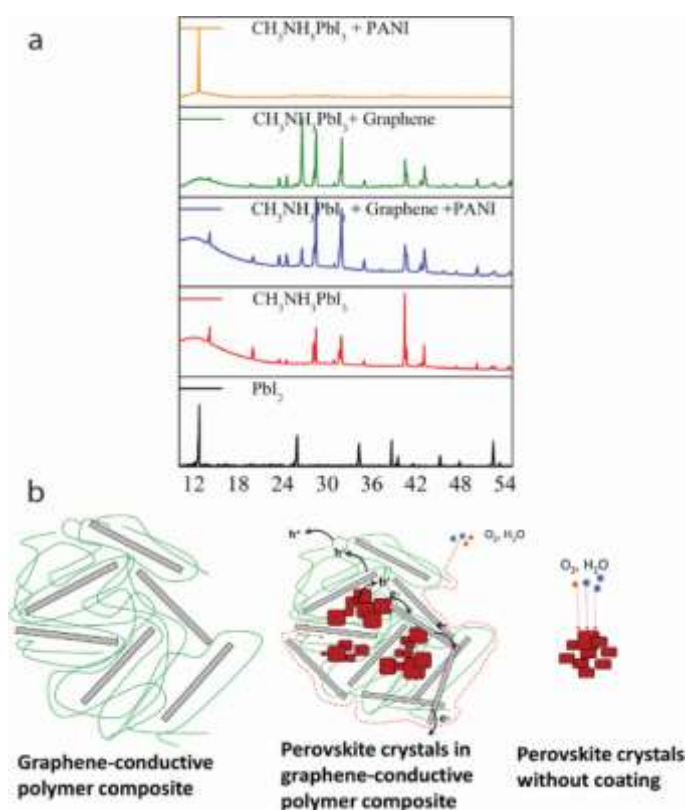 a
CH₃NH₃PbI₃ + PANI
CH₃NH₃PbI₃+ Graphene
CH₃NH₃PbI₃ + Graphene +PANI
CH₃NH₃PbI₃
PbI₂
12 18 24 30 36 42 48 54
b
h⁺
O₂, H₂O
h⁺
h⁺
O₂, H₂O
e⁻
e⁻
e⁻
Graphene-conductive
polymer composite
Perovskite crystals in
graphene-conductive
polymer composite
Perovskite crystals
without coating